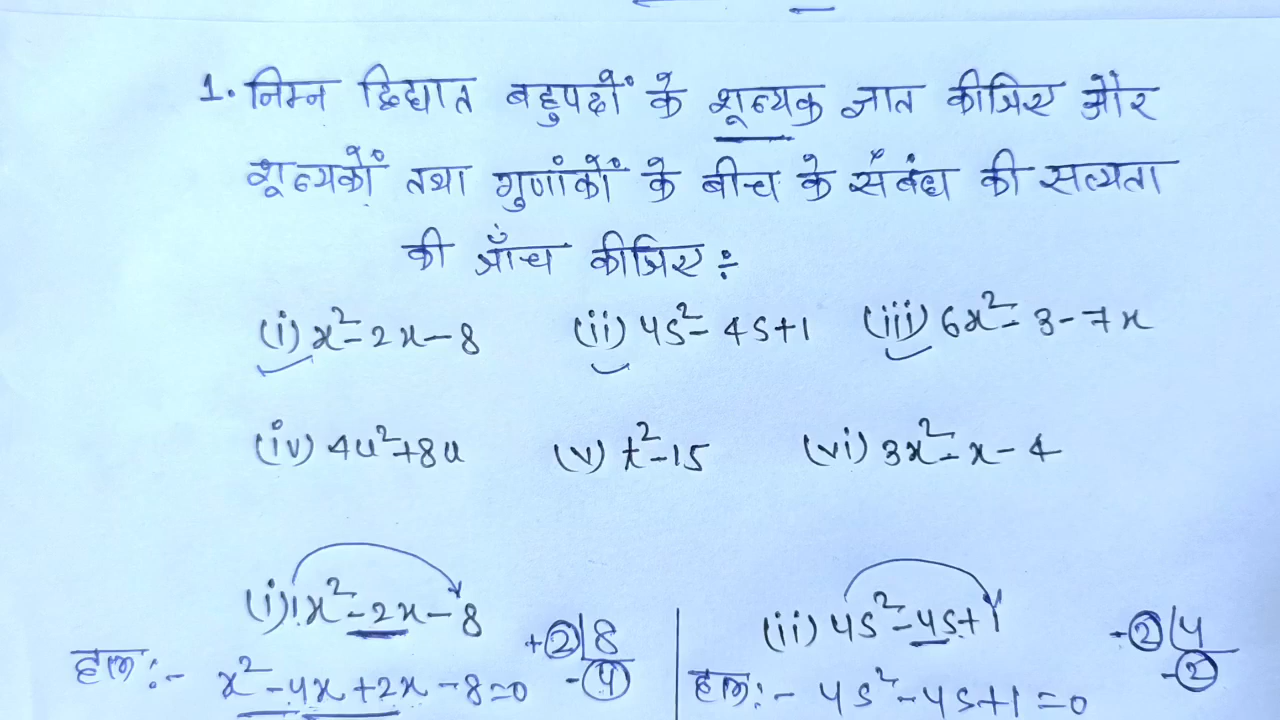 1. निम्न द्विघात बहुपदों के शून्यक ज्ञात कीजिए और
शून्यकों तथा गुणांकों के बीच के संबंध की सत्यता
की जाँच कीजिए ÷
(i) x²-2x-8 (ii) 4s²-4s+1 (iii) 6x²-3-7x
(iv) 4u²+8u (v) t²-15 (vi) 3x²-x-4
(i) 1x²-2x-8 +2 8 -4
हल:- x²-4x+2x-8=0
(ii) 4s²-4s+1 -2 4 -2
हल:- 4s²-4s+1=0